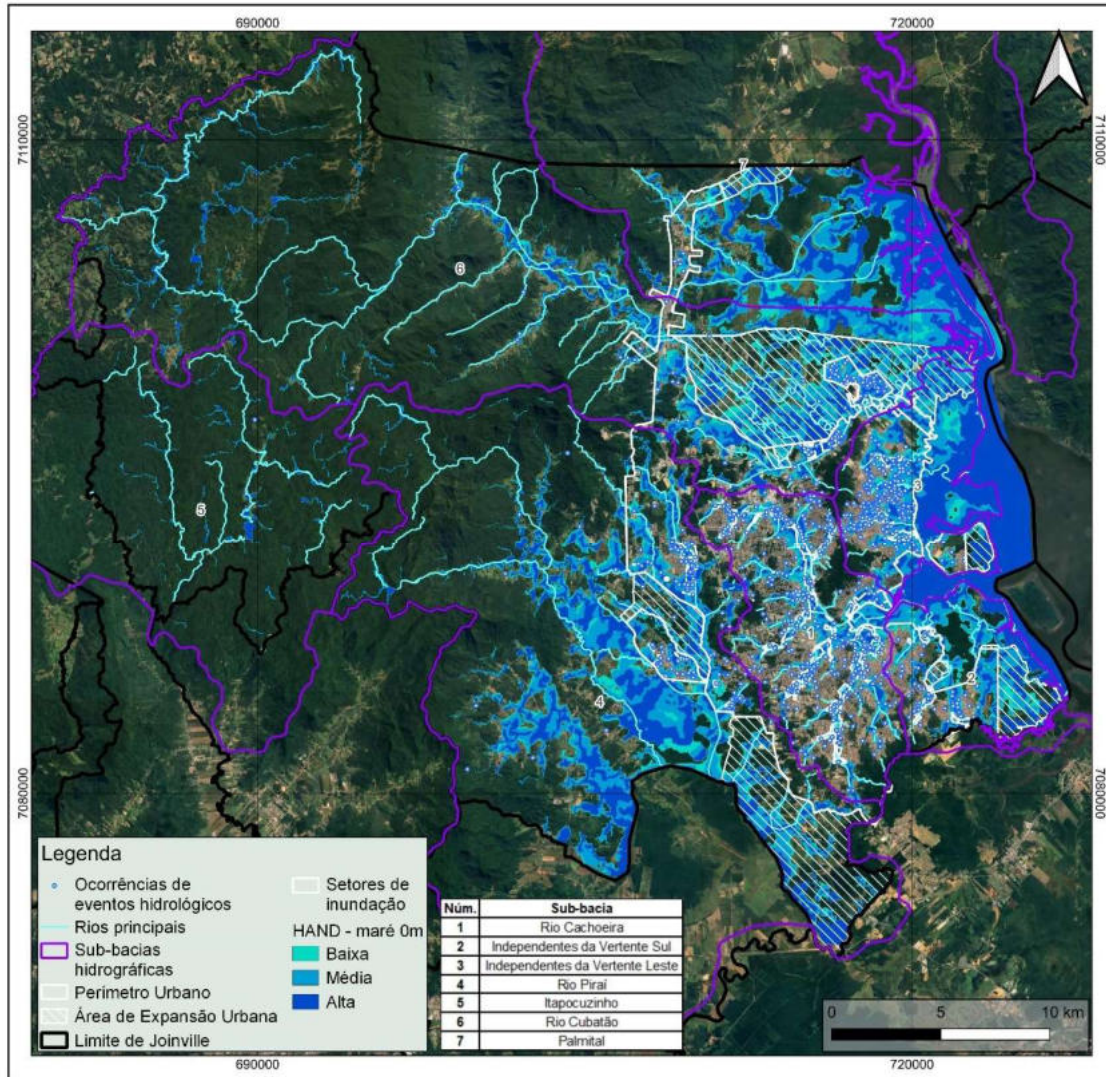 690000
720000
7110000
7110000
7
6
5
3
1
2
4
7080000
7080000
Legenda
Ocorrências de
eventos hidrológicos
Rios principais
Sub-bacias
hidrográficas
Perímetro Urbano
Área de Expansão Urbana
Limite de Joinville
Setores de
inundação
HAND - maré 0m
Baixa
Média
Alta
Núm. Sub-bacia
1 Rio Cachoeira
2 Independentes da Vertente Sul
3 Independentes da Vertente Leste
4 Rio Piraí
5 Itapocuzinho
6 Rio Cubatão
7 Palmital
0 5 10 km
690000
720000